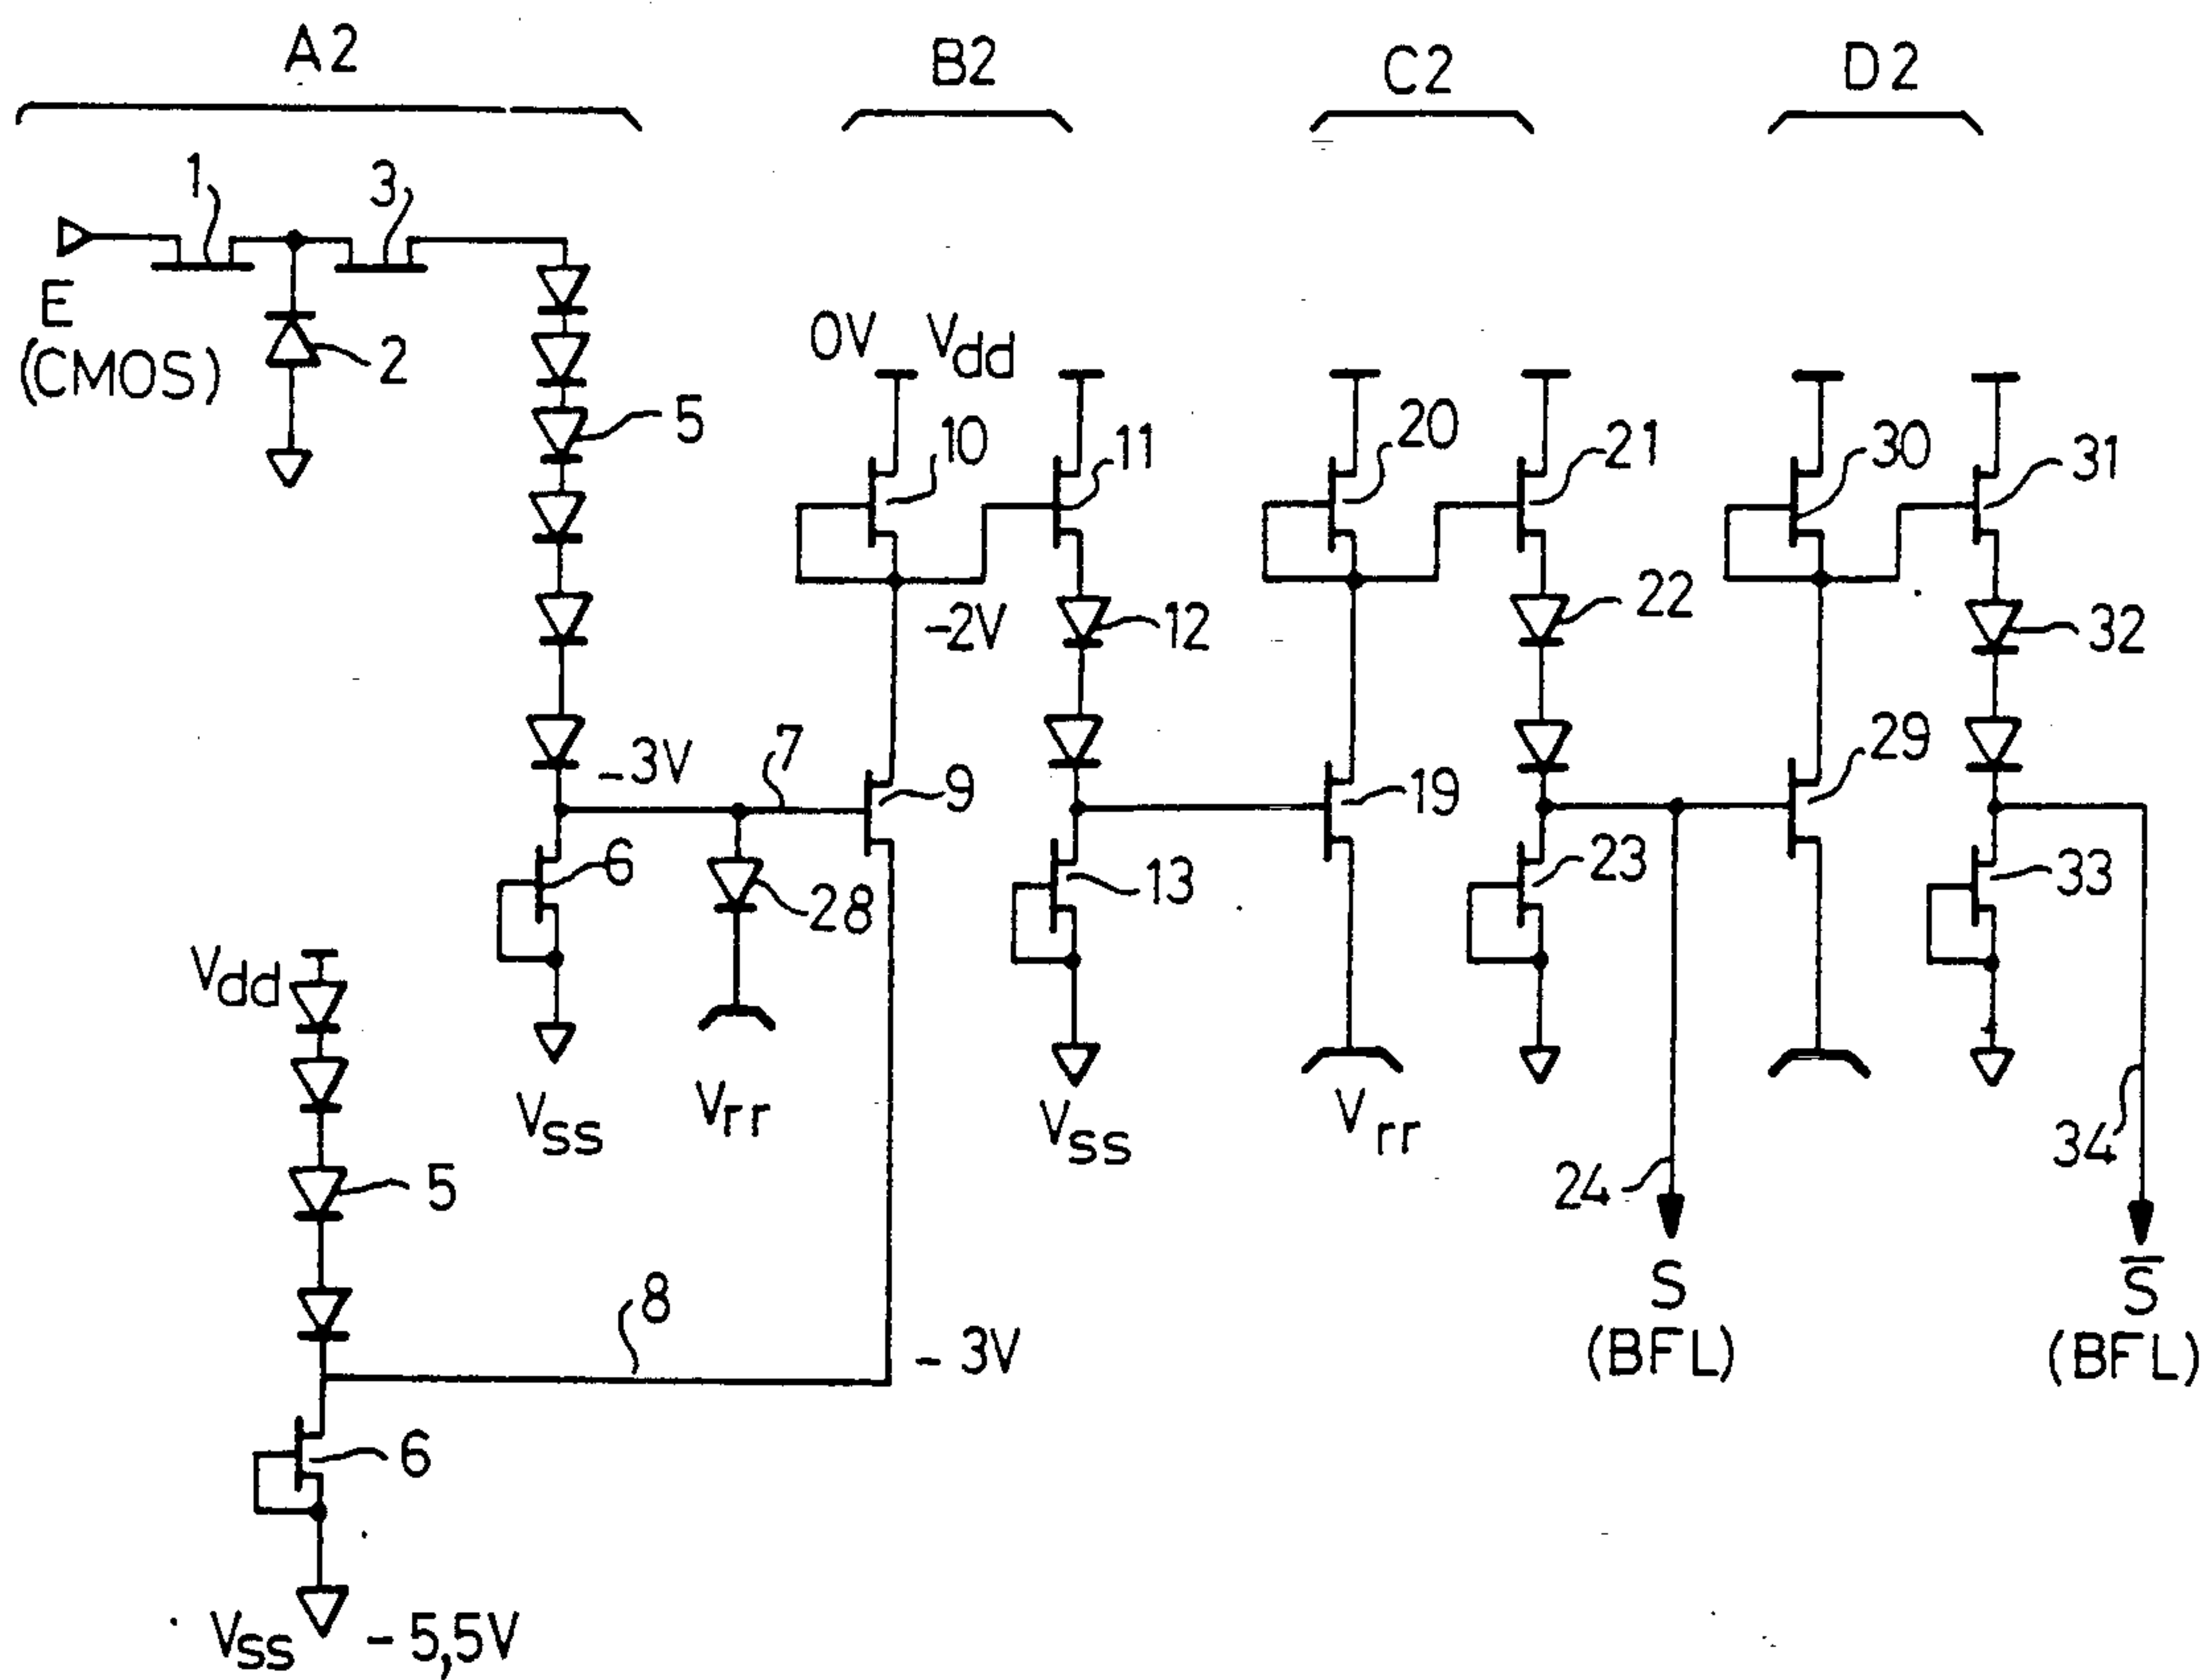 A2
B2
C2
D2
1
3
E
(CMOS)
2
5
0V
Vdd
10
11
20
21
30
31
-2V
12
22
32
-3V
7
9
19
29
6
28
13
23
33
Vdd
Vss
Vrr
Vss
Vrr
5
24
34
8
-3V
S
(BFL)
S̅
(BFL)
6
Vss
-5,5V